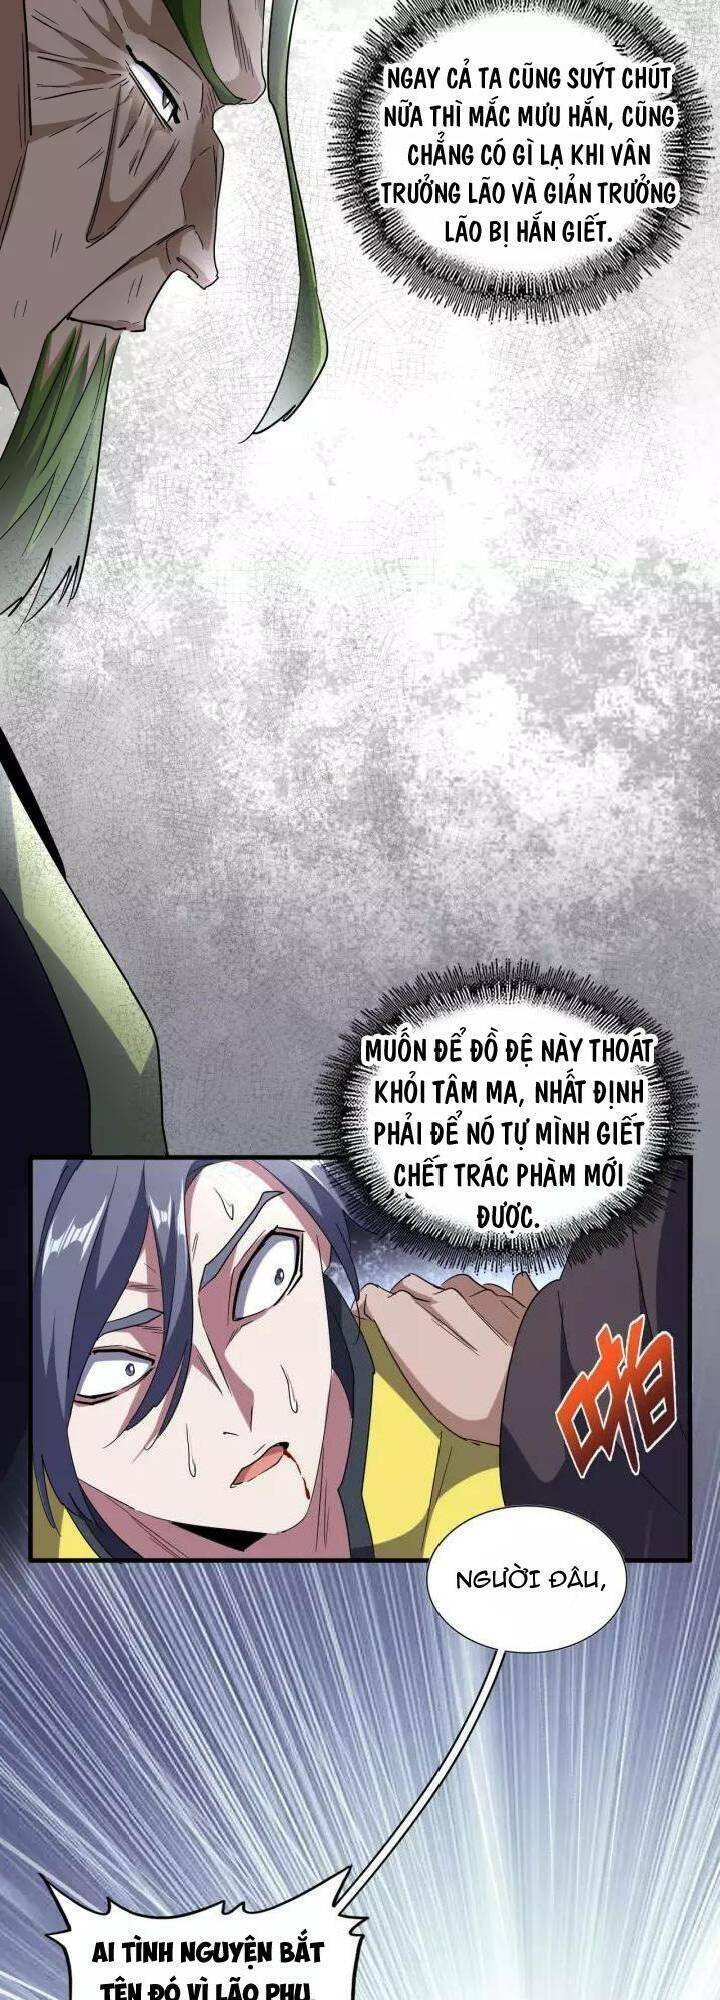 NGAY CẢ TA CŨNG SUÝT CHÚT
NỮA THÌ MẮC MƯU HẮN, CŨNG
CHẲNG CÓ GÌ LẠ KHI VÂN
TRƯỞNG LÃO VÀ GIẢN TRƯỞNG
LÃO BỊ HẮN GIẾT.
MUỐN ĐỂ ĐỒ ĐỆ NÀY THOÁT
KHỎI TÂM MA, NHẤT ĐỊNH
PHẢI ĐỂ NÓ TỰ MÌNH GIẾT
CHẾT TRÁC PHÀM MỚI
ĐƯỢC.
啪
NGƯỜI ĐÂU,
AI TÌNH NGUYỆN BẮT
TÊN ĐÓ VÌ LÃO PHU,